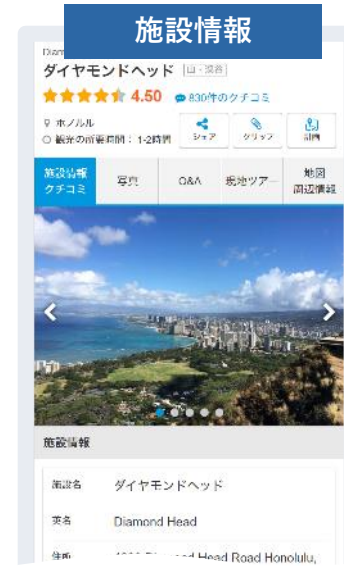 施設情報
ダイヤモンドヘッド 山・渓谷
4.50 830件のクチコミ
ホノルル
観光の所要時間：1-2時間
シェア
クリップ
計画
施設情報
クチコミ
写真
Q&A
現地ツアー
地図
周辺情報
施設情報
施設名 ダイヤモンドヘッド
英名 Diamond Head
住所 Head Road Honolulu,